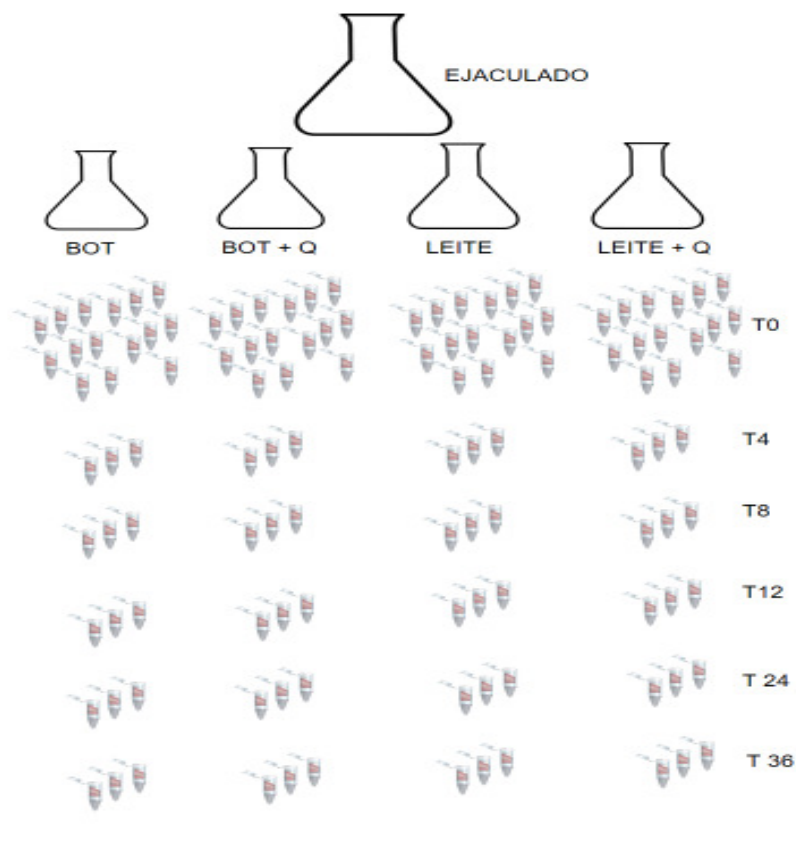 EJACULADO
BOT
BOT + Q
LEITE
LEITE + Q
T0
T4
T8
T12
T 24
T 36